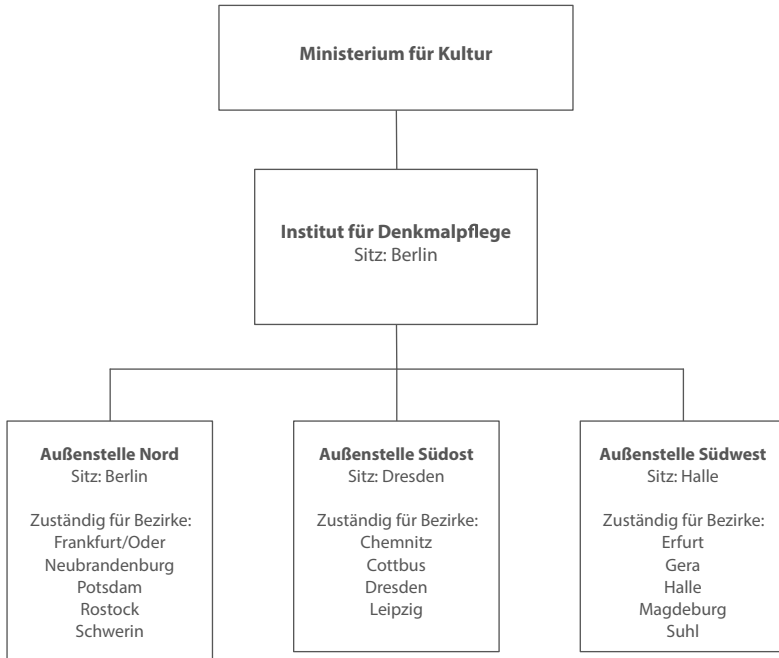 Ministerium für Kultur
Institut für Denkmalpflege
Sitz: Berlin
Außenstelle Nord
Sitz: Berlin
Zuständig für Bezirke:
Frankfurt/Oder
Neubrandenburg
Potsdam
Rostock
Schwerin
Außenstelle Südost
Sitz: Dresden
Zuständig für Bezirke:
Chemnitz
Cottbus
Dresden
Leipzig
Außenstelle Südwest
Sitz: Halle
Zuständig für Bezirke:
Erfurt
Gera
Halle
Magdeburg
Suhl